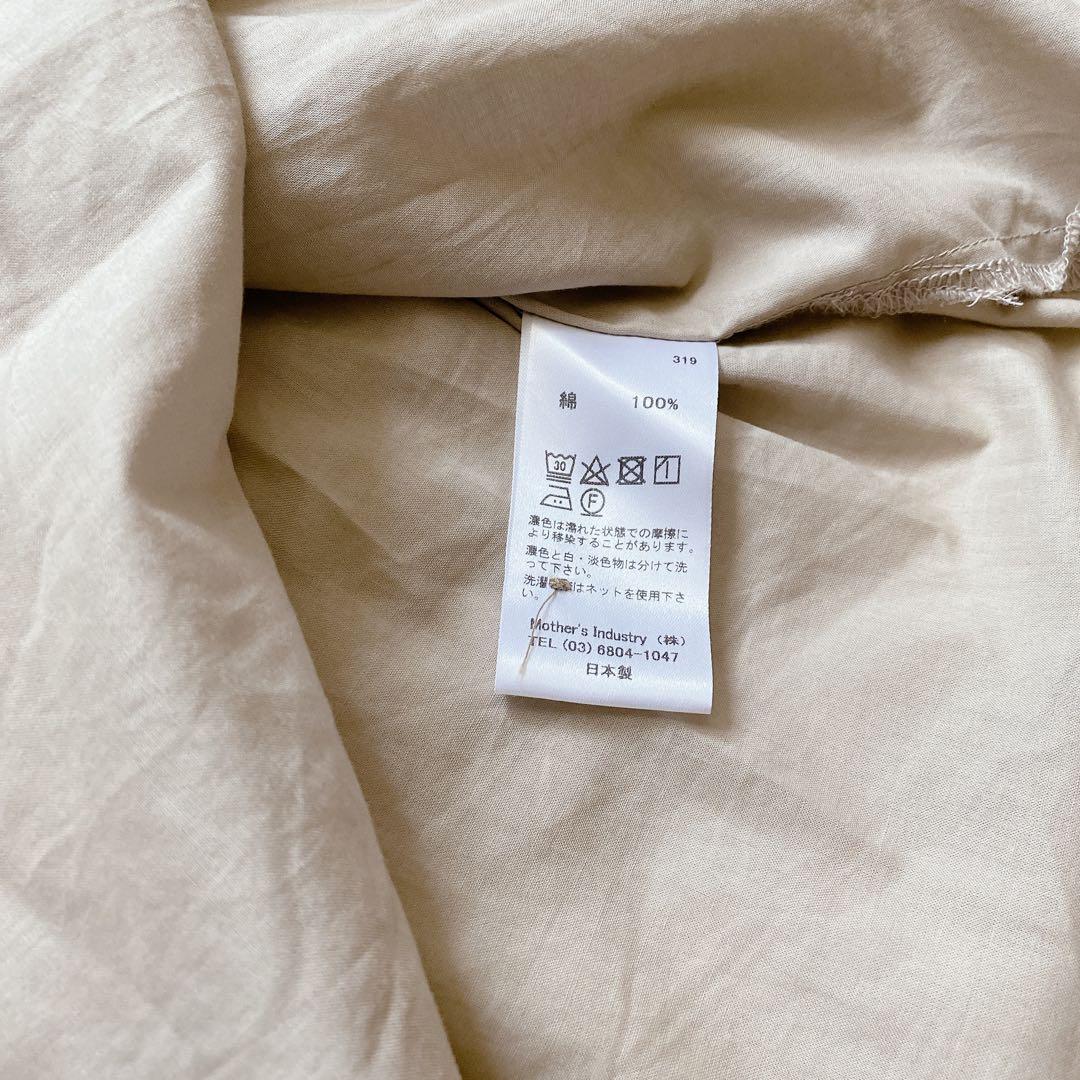 319
綿 100%
30
F
濃色は濡れた状態での摩擦に
より移染することがあります。
濃色と白・淡色物は分けて洗
って下さい。
洗濯 はネットを使用下さ
い。
Mother's Industry (株)
TEL (03) 6804-1047
日本製